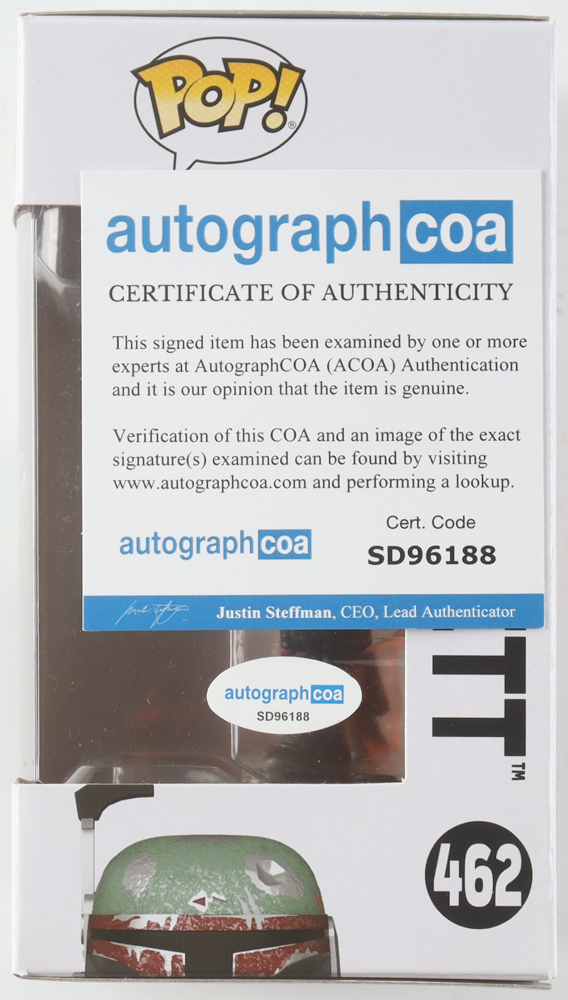 POP!
®
autographcoa
CERTIFICATE OF AUTHENTICITY
This signed item has been examined by one or more
experts at AutographCOA (ACOA) Authentication
and it is our opinion that the item is genuine.
Verification of this COA and an image of the exact
signature(s) examined can be found by visiting
www.autographcoa.com and performing a lookup.
autographcoa
Cert. Code
SD96188
Justin Steffman, CEO, Lead Authenticator
autographcoa
SD96188
TT™
462